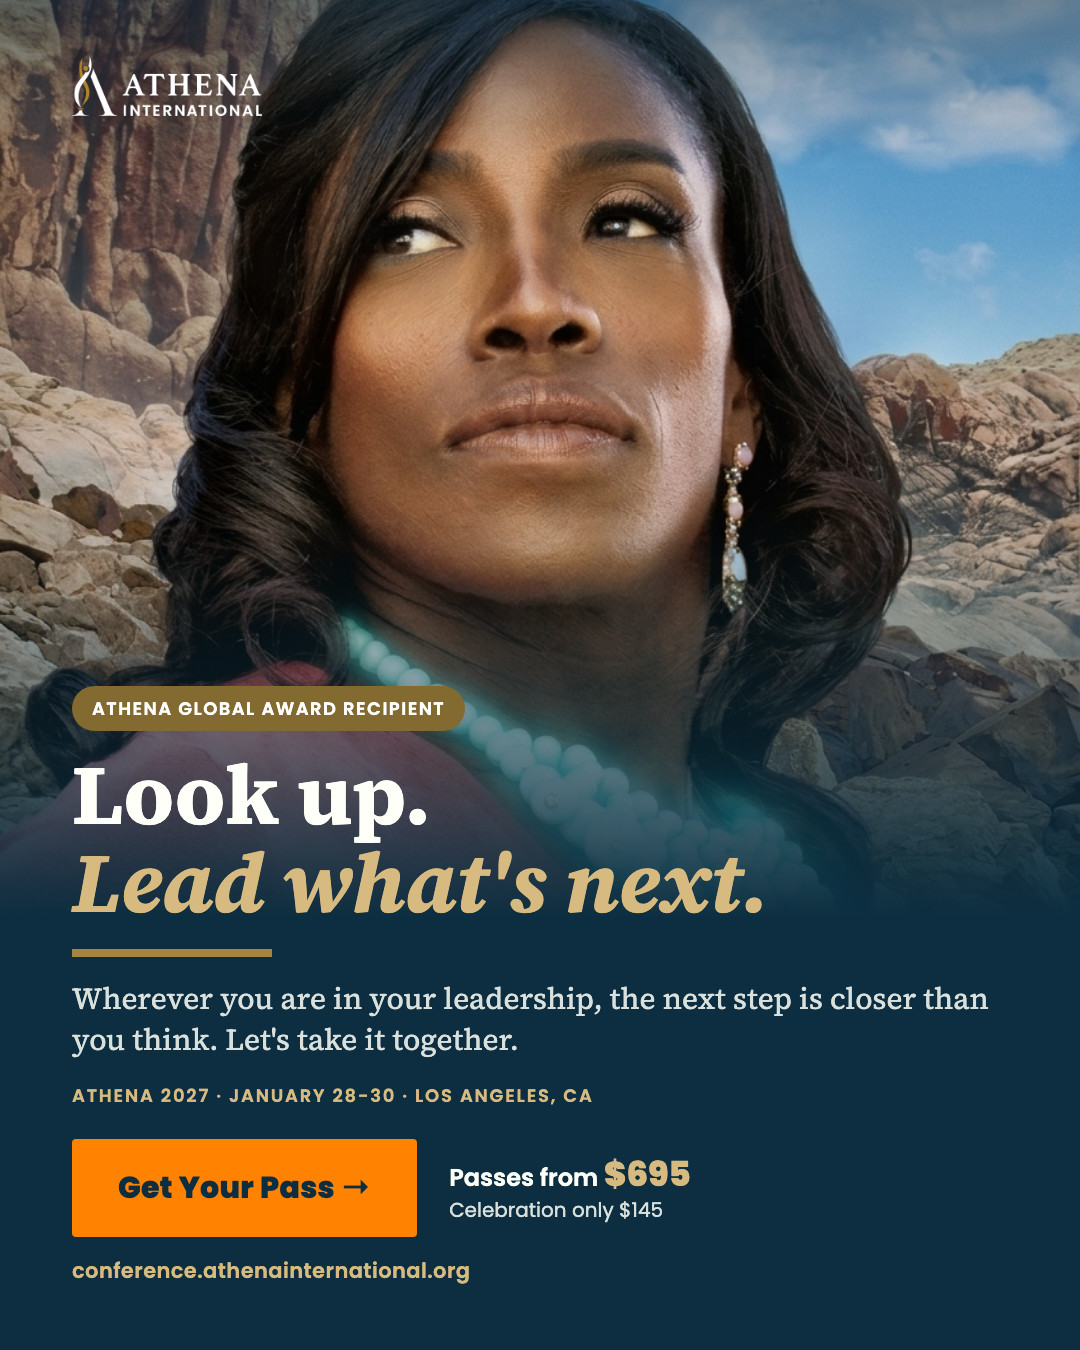 ATHENA
INTERNATIONAL
ATHENA GLOBAL AWARD RECIPIENT
Look up.
Lead what's next.
Wherever you are in your leadership, the next step is closer than
you think. Let's take it together.
ATHENA 2027 · JANUARY 28–30 · LOS ANGELES, CA
Get Your Pass →
Passes from $695
Celebration only $145
conference.athenainternational.org